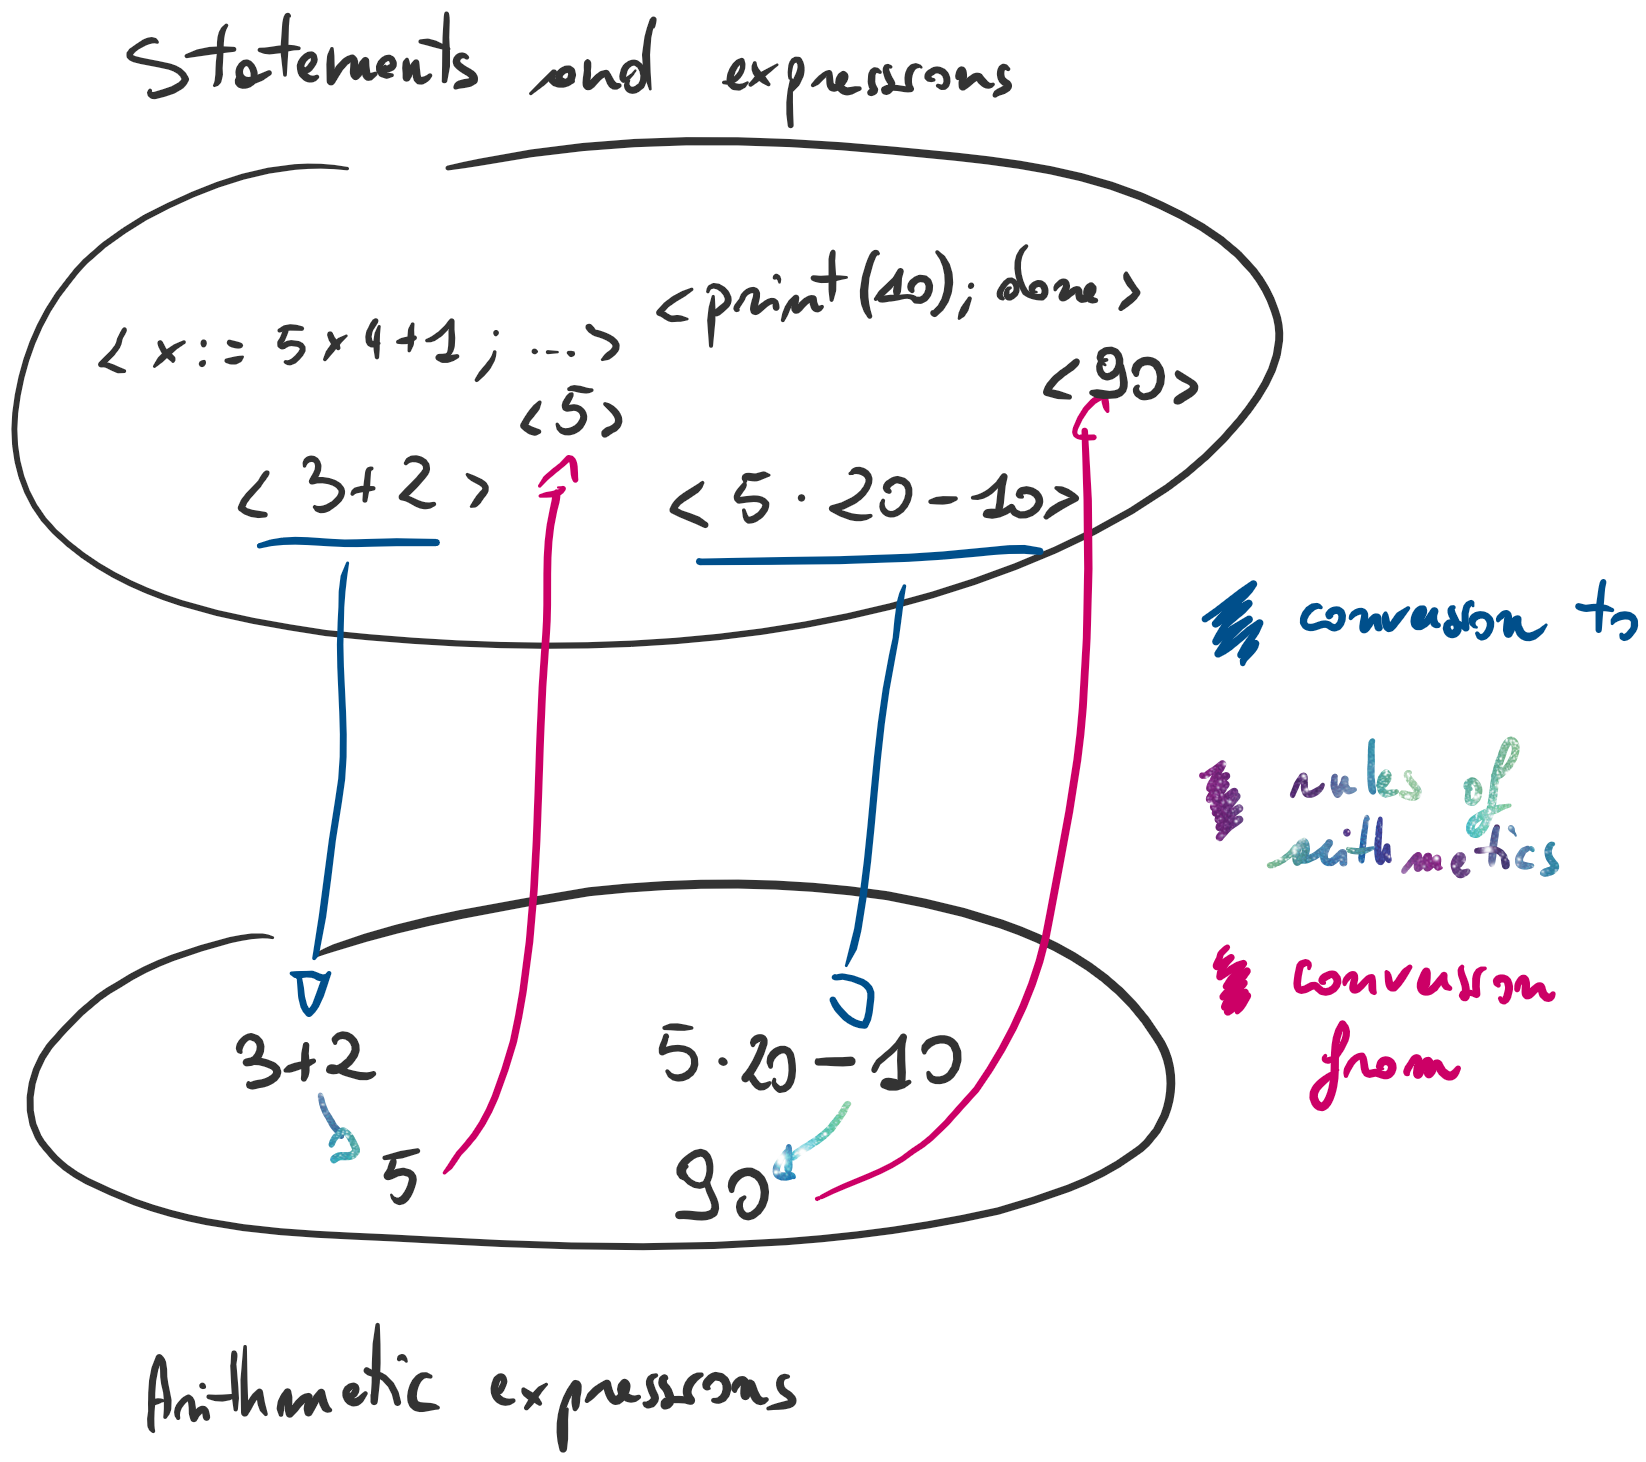 Statements and expressions
<print(10); done>
<x:= 5×4+1; ...>
<90>
<5>
<3+2>
<5·20-10>
conversion to
rules of
arithmetics
conversion
from
3+2
5·20-10
5
90
Arithmetic expressions